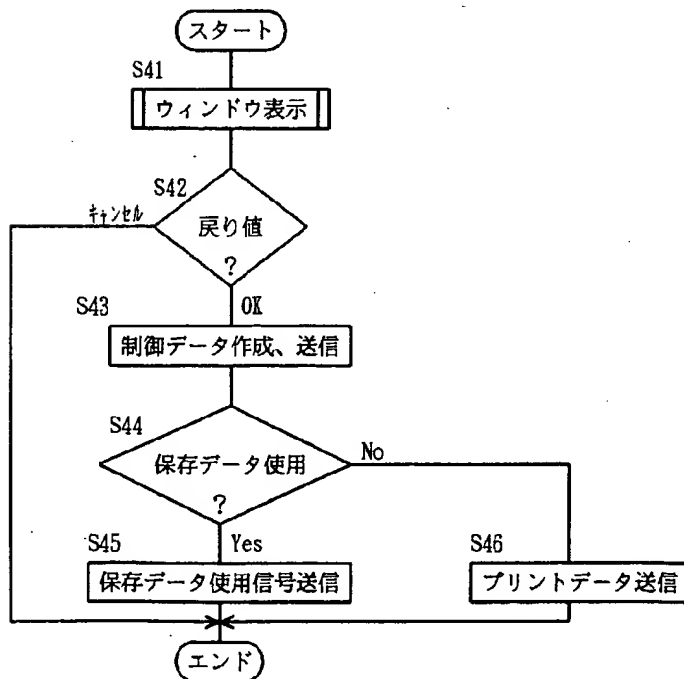 スタート
S41
ウィンドウ表示
S42
キャンセル
戻り値
?
S43
OK
制御データ作成、送信
S44
保存データ使用
?
No
S45
Yes
S46
保存データ使用信号送信
プリントデータ送信
エンド